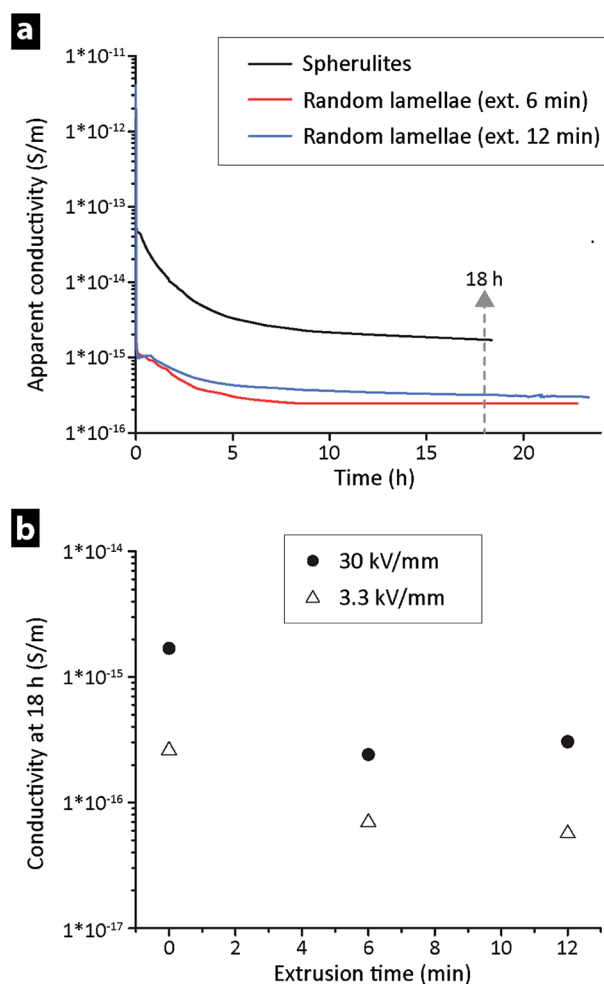 a
1*10⁻¹¹
1*10⁻¹²
1*10⁻¹³
1*10⁻¹⁴
1*10⁻¹⁵
1*10⁻¹⁶
Apparent conductivity (S/m)
Spherulites
Random lamellae (ext. 6 min)
Random lamellae (ext. 12 min)
18 h
0 5 10 15 20
Time (h)
b
1*10⁻¹⁴
1*10⁻¹⁵
1*10⁻¹⁶
1*10⁻¹⁷
Conductivity at 18 h (S/m)
30 kV/mm
3.3 kV/mm
0 2 4 6 8 10 12
Extrusion time (min)